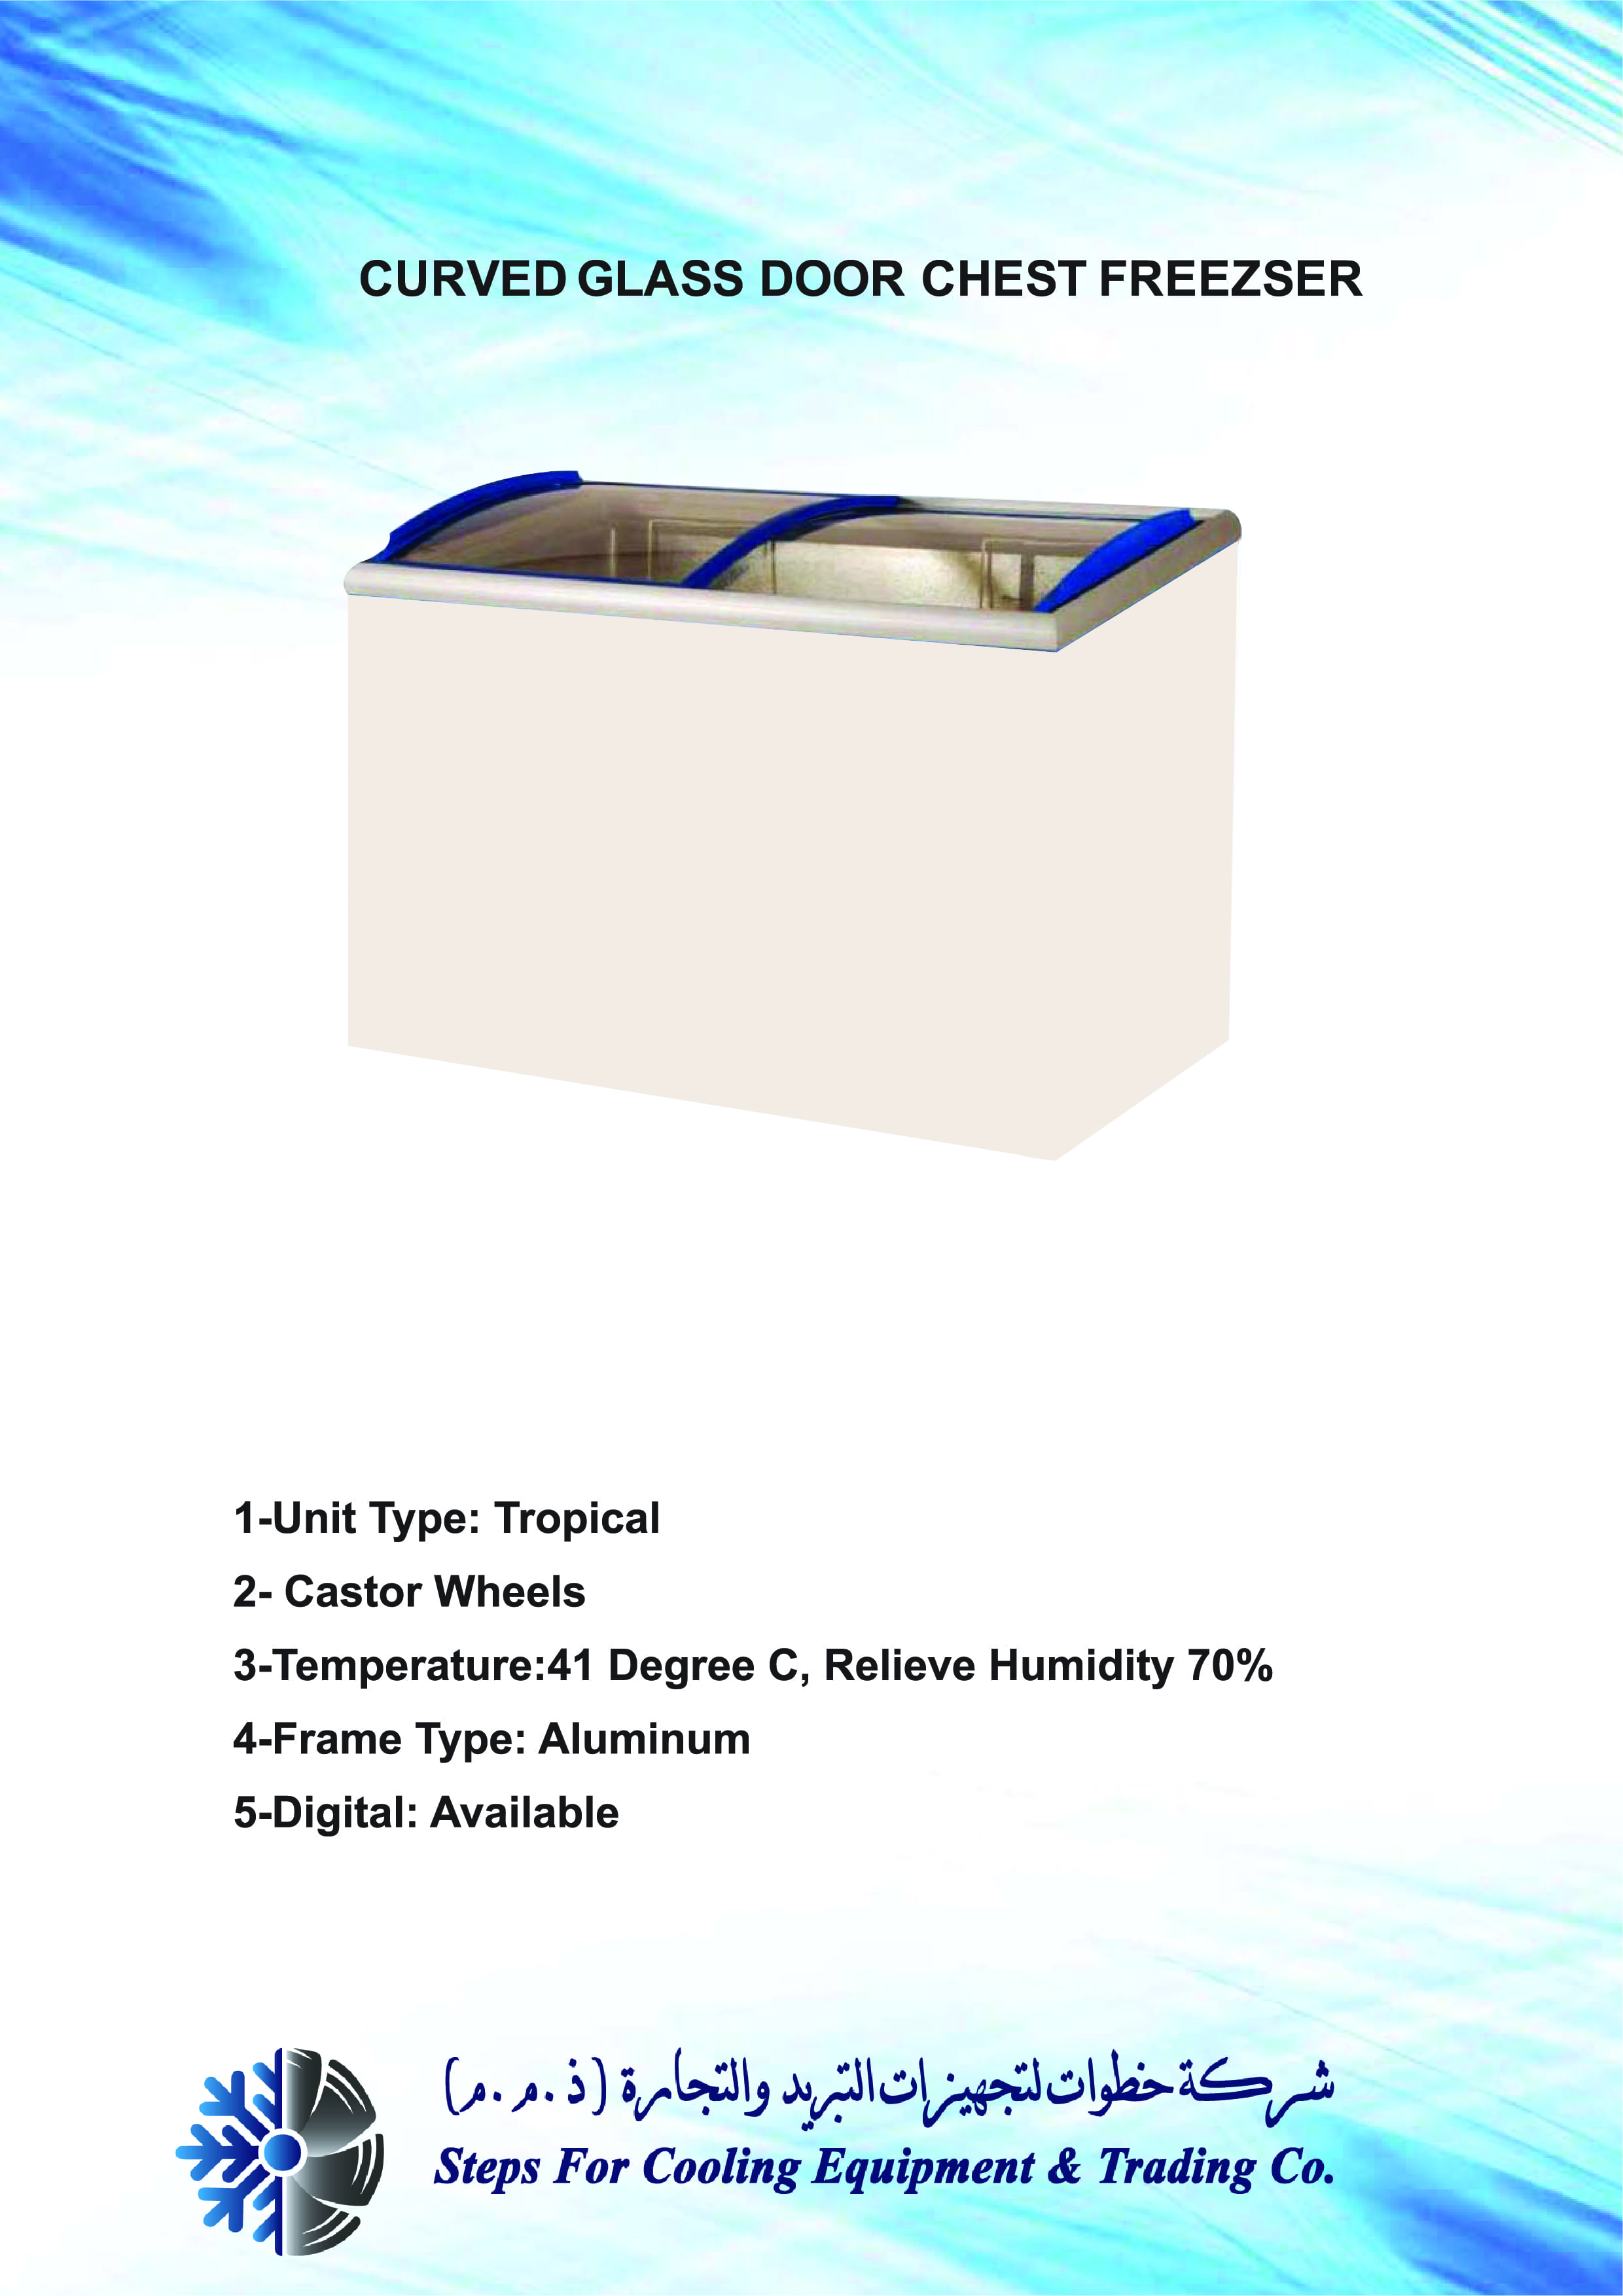 CURVED GLASS DOOR CHEST FREEZSER
1-Unit Type: Tropical
2- Castor Wheels
3-Temperature:41 Degree C, Relieve Humidity 70%
4-Frame Type: Aluminum
5-Digital: Available
شركة خطوات لتجهيزات التبريد والتجارة (ذ.م.م)
Steps For Cooling Equipment & Trading Co.